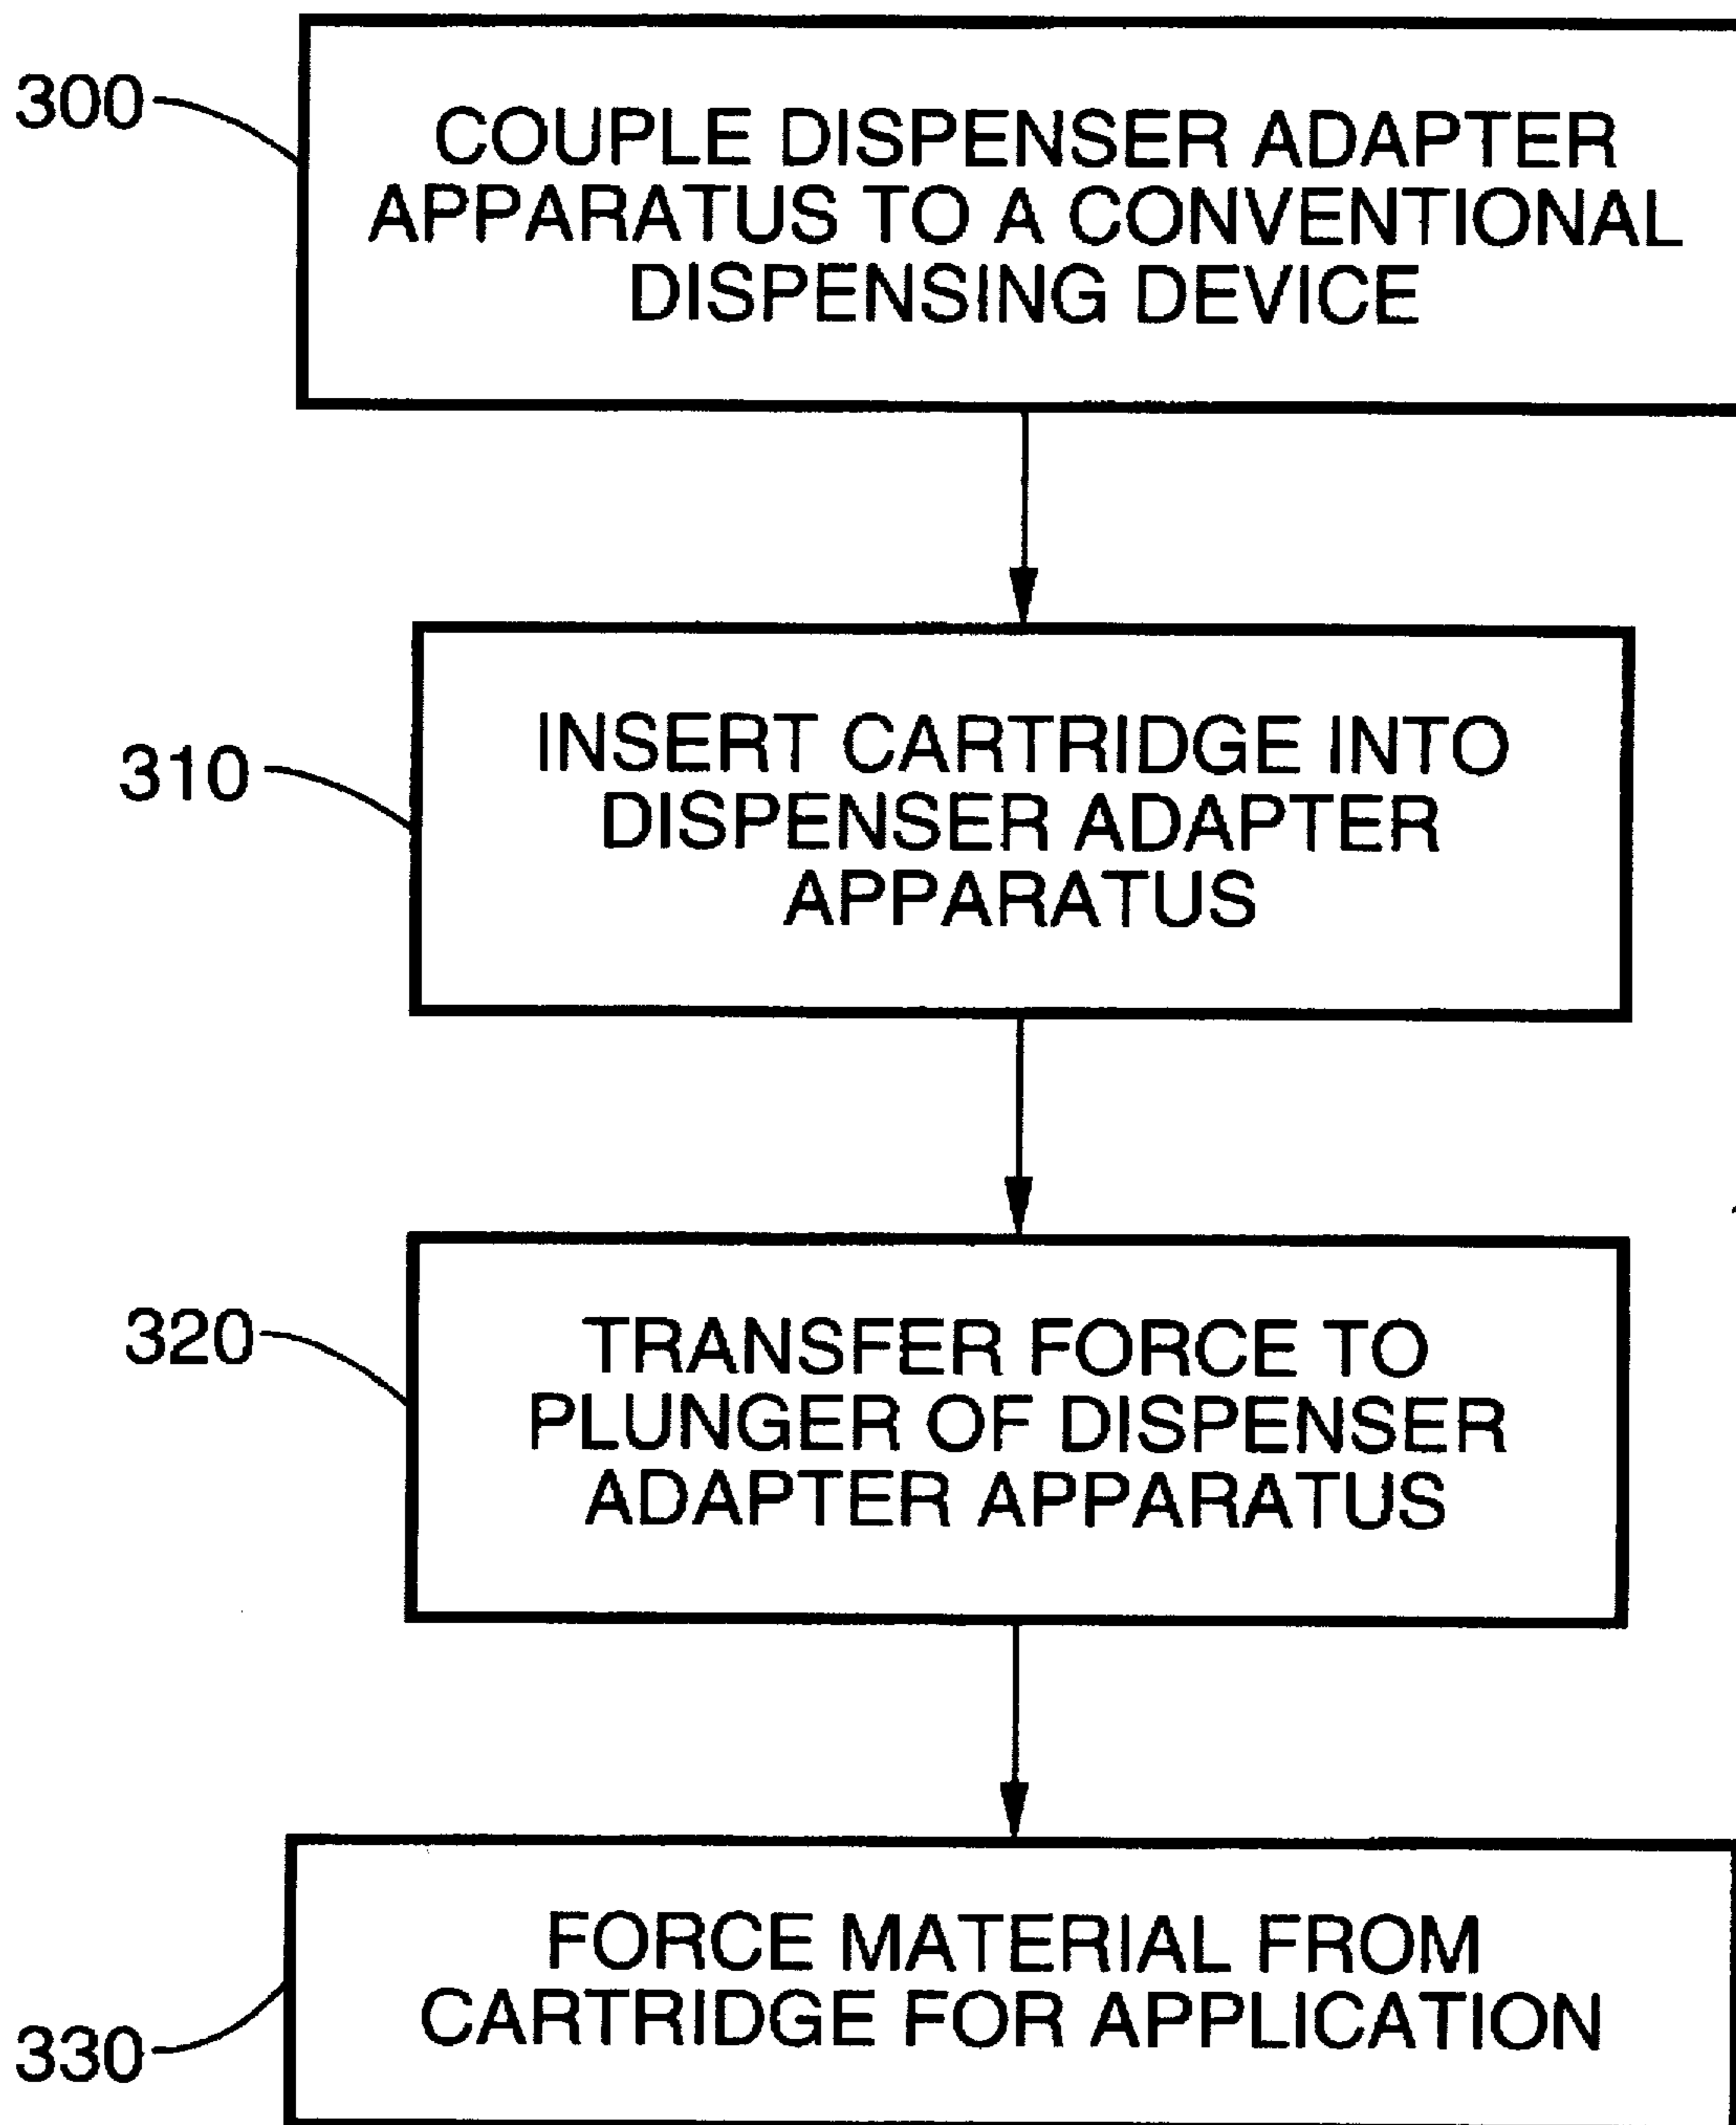 300
COUPLE DISPENSER ADAPTER
APPARATUS TO A CONVENTIONAL
DISPENSING DEVICE
310
INSERT CARTRIDGE INTO
DISPENSER ADAPTER
APPARATUS
320
TRANSFER FORCE TO
PLUNGER OF DISPENSER
ADAPTER APPARATUS
330
FORCE MATERIAL FROM
CARTRIDGE FOR APPLICATION